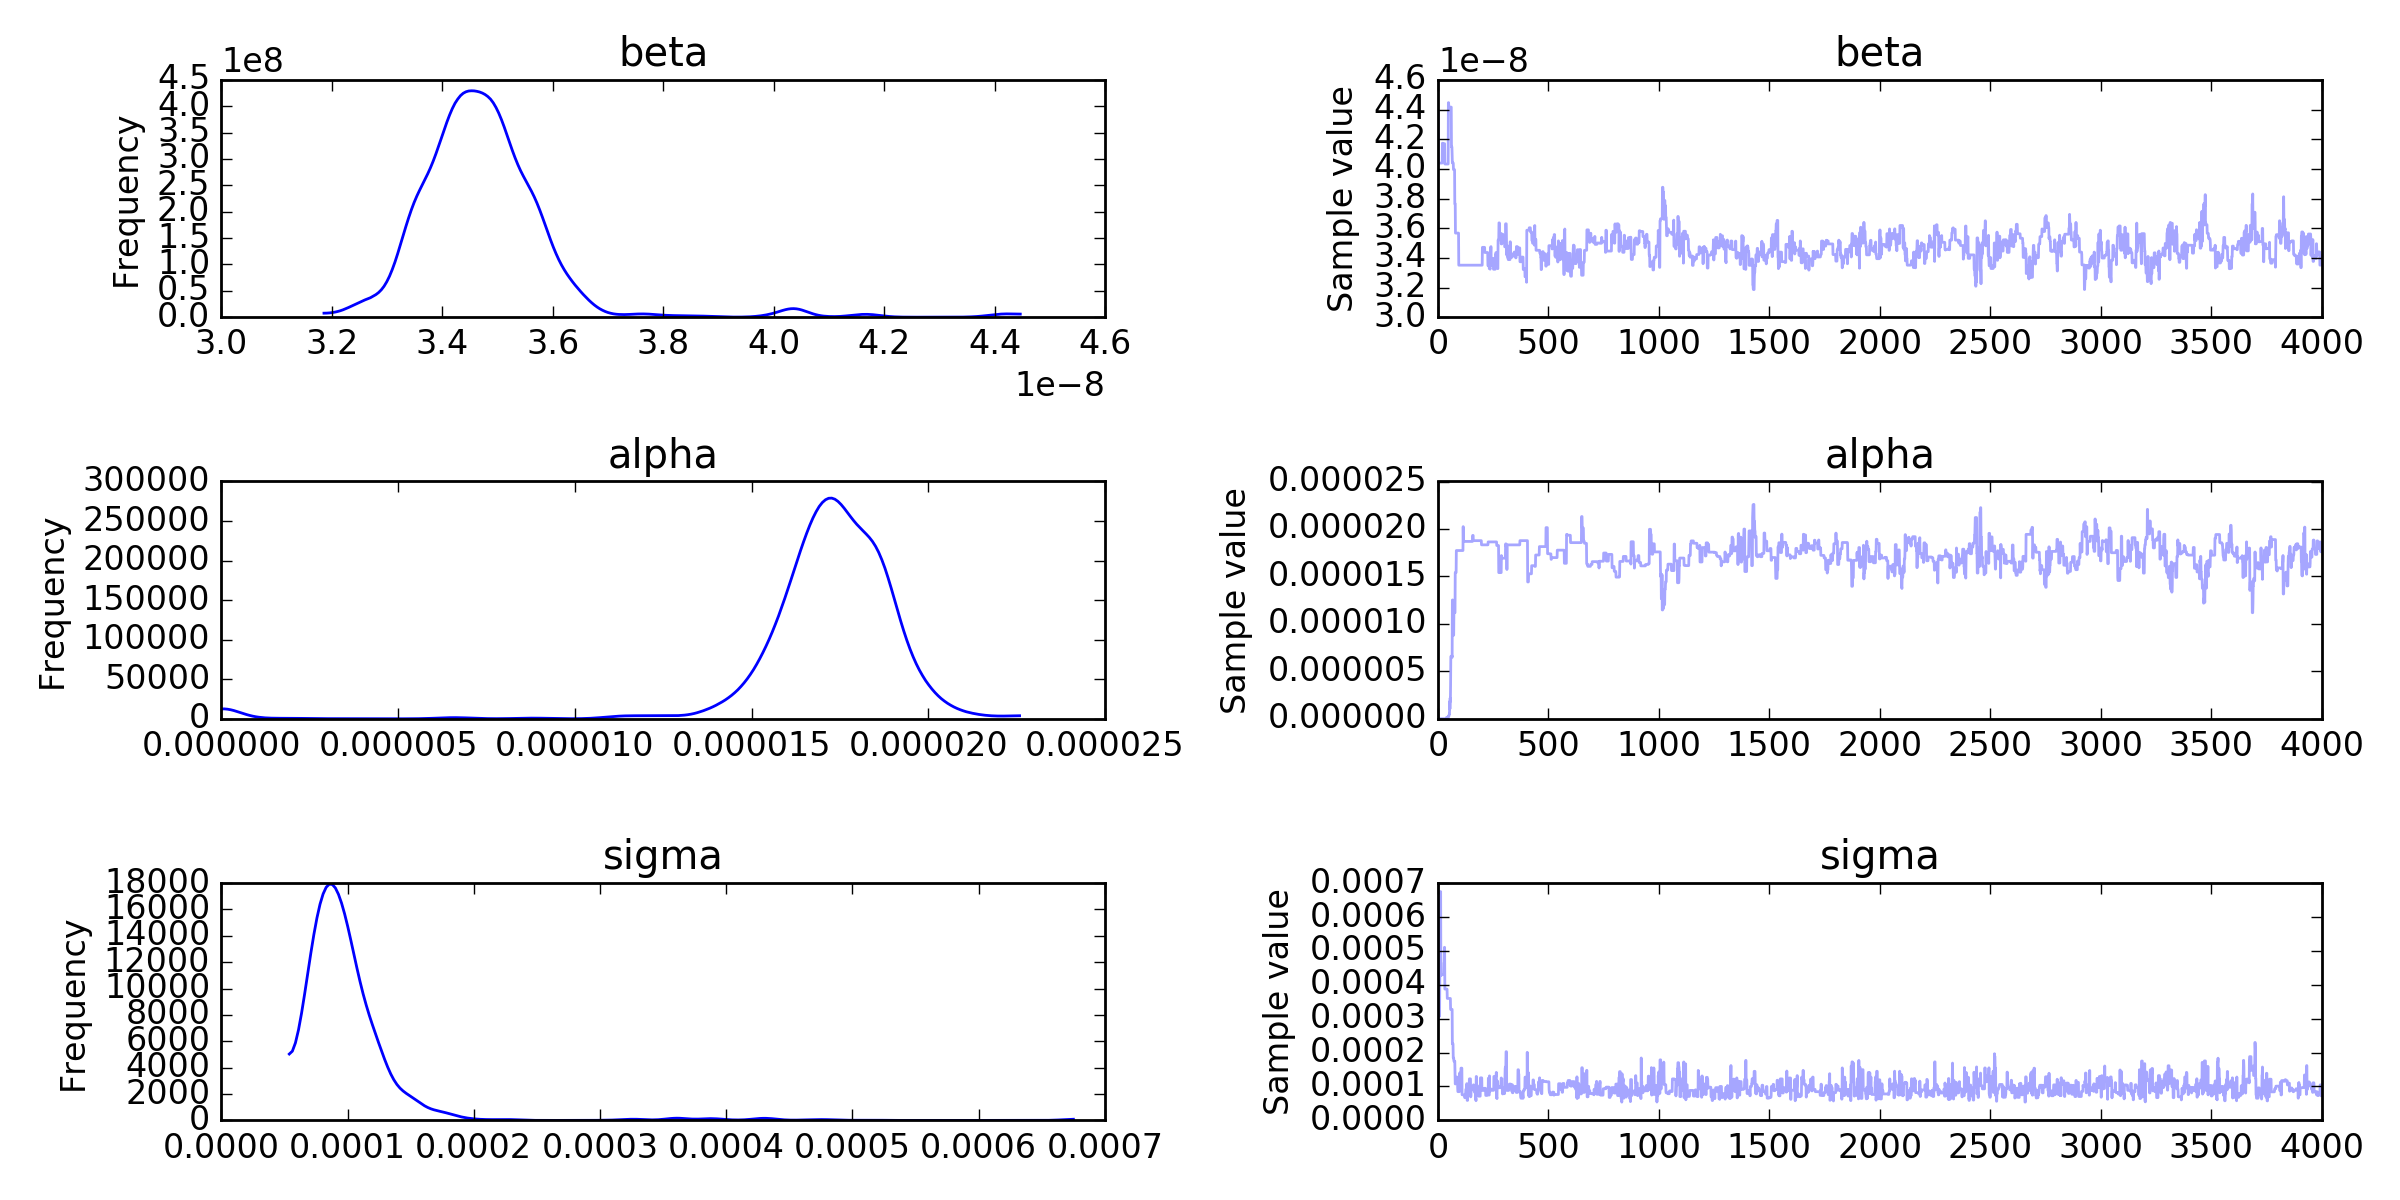 beta
1e8
Frequency
4.5
4.0
3.5
3.0
2.5
2.0
1.5
1.0
0.5
0.0
3.0 3.2 3.4 3.6 3.8 4.0 4.2 4.4 4.6
1e−8
beta
1e−8
Sample value
4.6
4.4
4.2
4.0
3.8
3.6
3.4
3.2
3.0
0 500 1000 1500 2000 2500 3000 3500 4000
alpha
Frequency
300000
250000
200000
150000
100000
50000
0
0.000000 0.000005 0.000010 0.000015 0.000020 0.000025
alpha
Sample value
0.000025
0.000020
0.000015
0.000010
0.000005
0.000000
0 500 1000 1500 2000 2500 3000 3500 4000
sigma
Frequency
18000
16000
14000
12000
10000
8000
6000
4000
2000
0
0.0000 0.0001 0.0002 0.0003 0.0004 0.0005 0.0006 0.0007
sigma
Sample value
0.0007
0.0006
0.0005
0.0004
0.0003
0.0002
0.0001
0.0000
0 500 1000 1500 2000 2500 3000 3500 4000